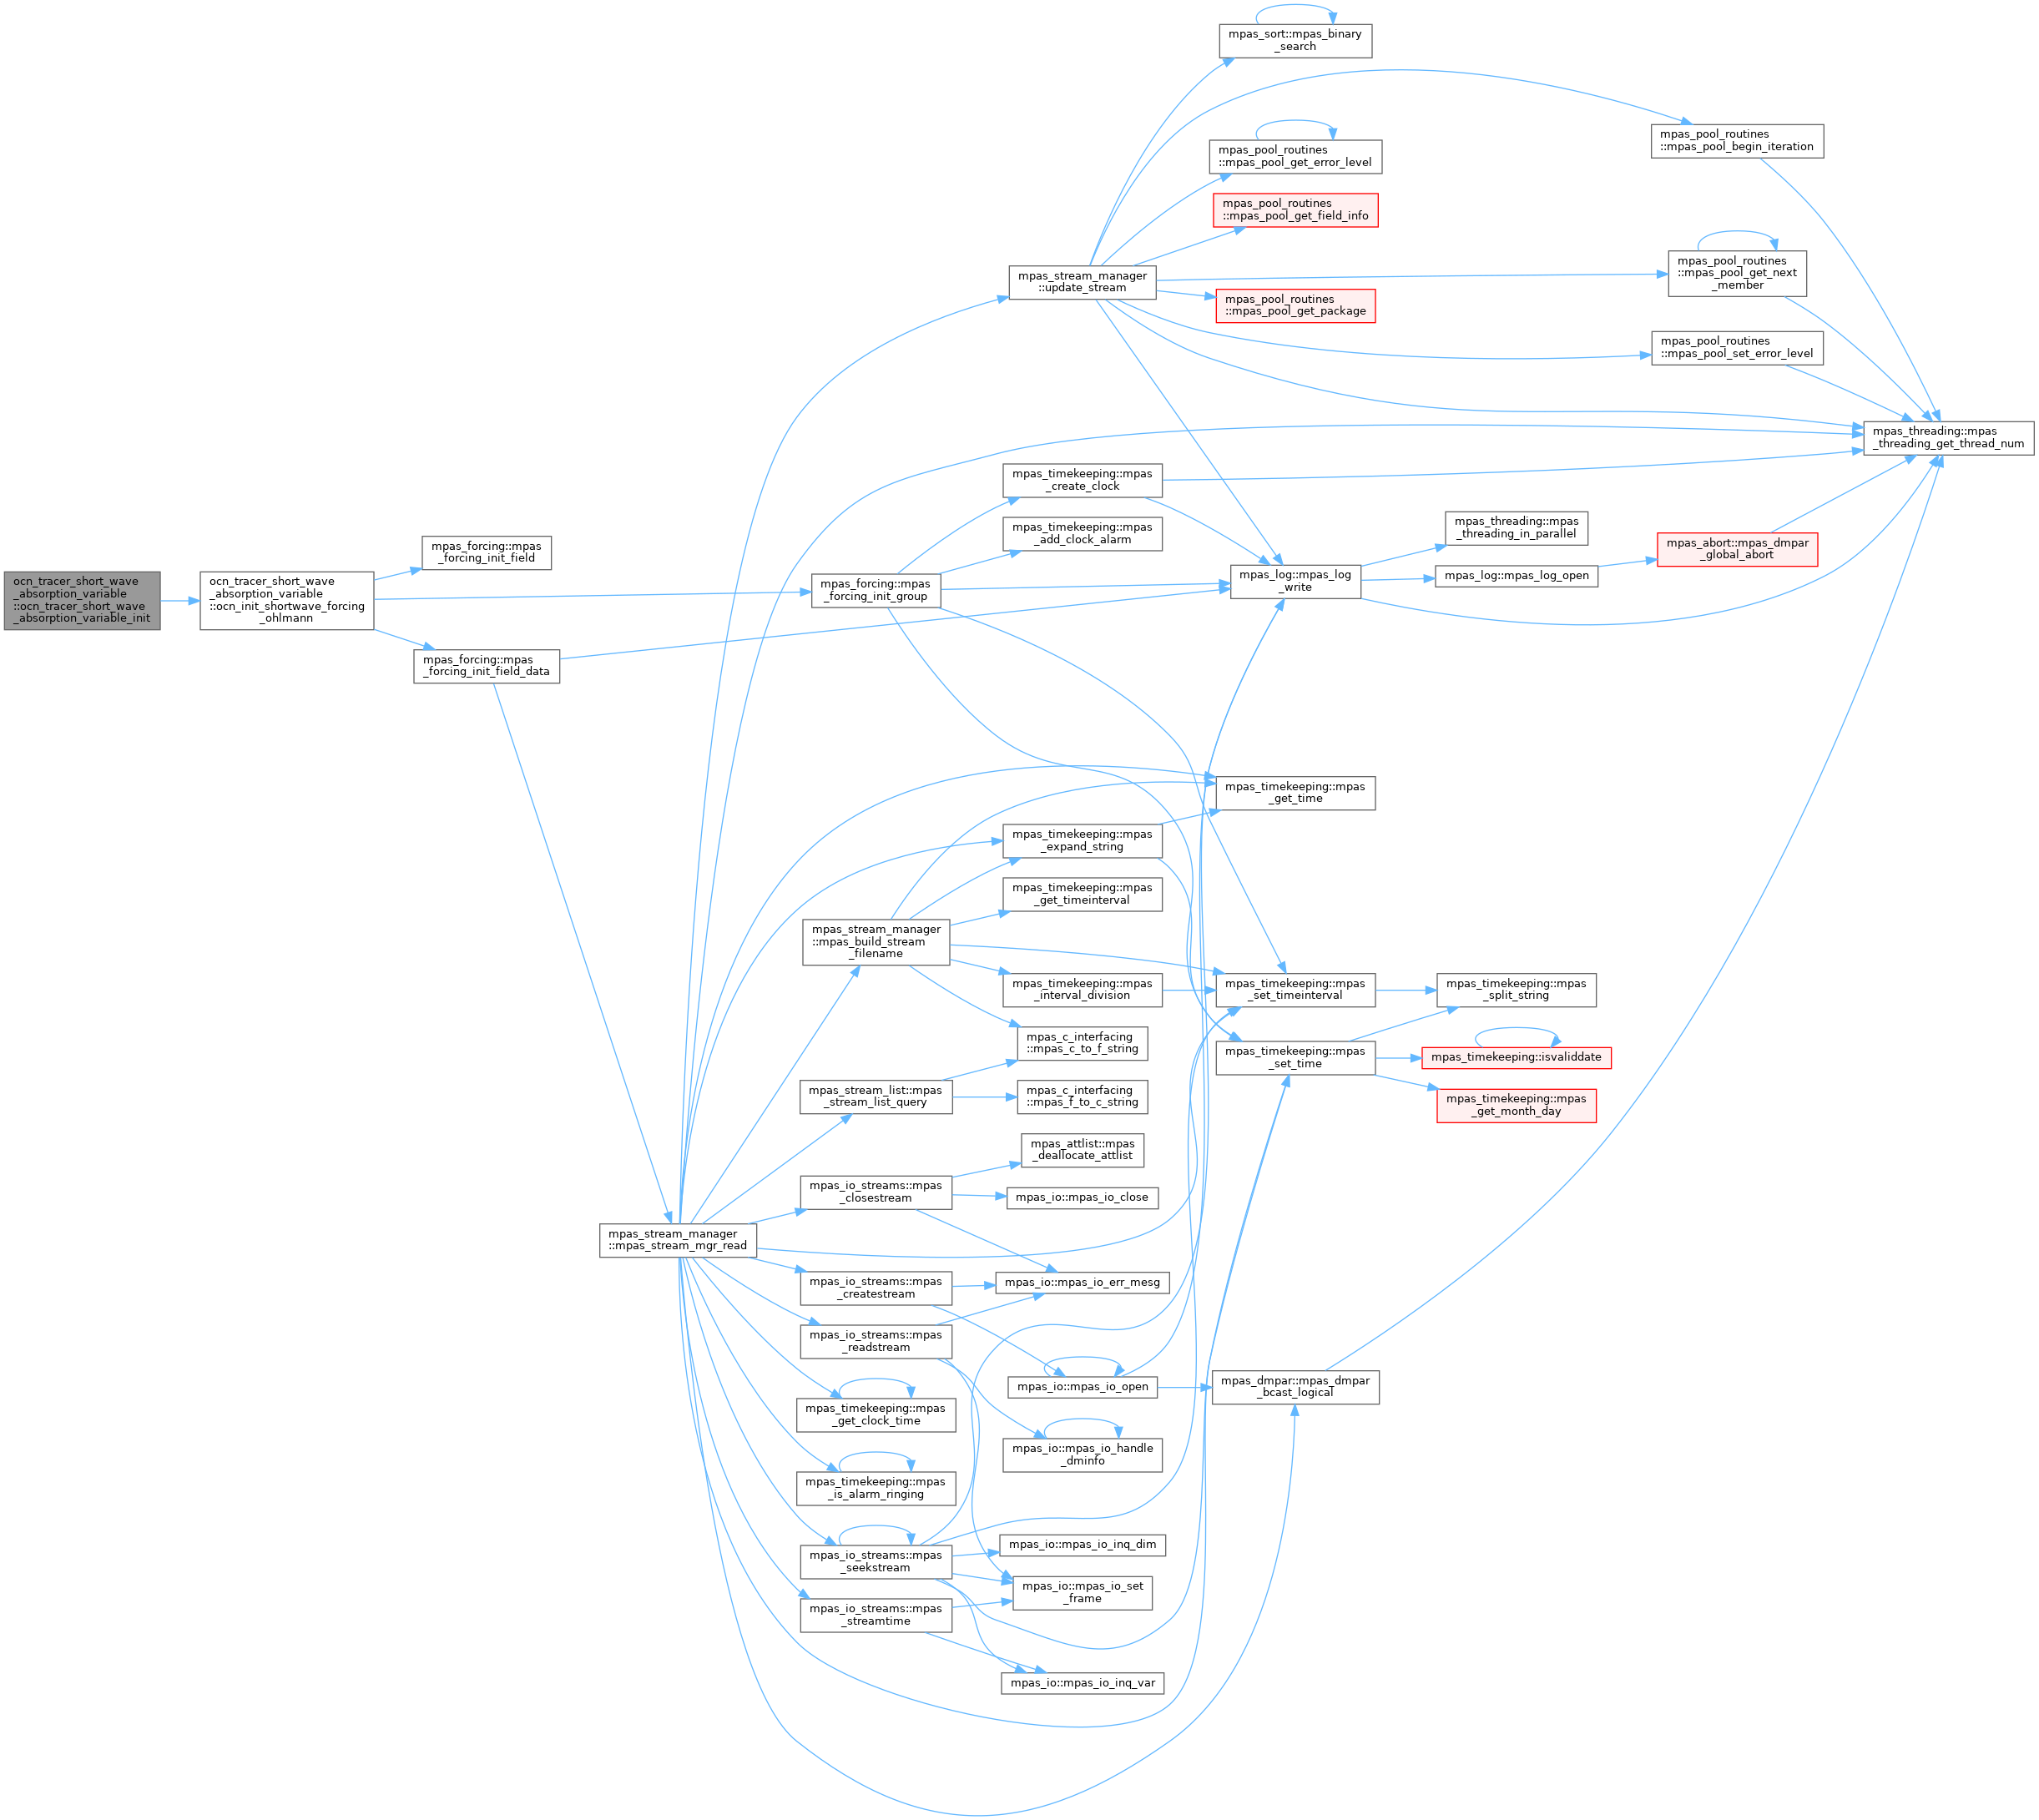 ocn_tracer_short_wave
_absorption_variable
::ocn_tracer_short_wave
_absorption_variable_init
ocn_tracer_short_wave
_absorption_variable
::ocn_init_shortwave_forcing
_ohlmann
mpas_forcing::mpas
_forcing_init_field
mpas_forcing::mpas
_forcing_init_field_data
mpas_stream_manager
::mpas_stream_mgr_read
mpas_forcing::mpas
_forcing_init_group
mpas_stream_manager
::mpas_build_stream
_filename
mpas_stream_list::mpas
_stream_list_query
mpas_io_streams::mpas
_closestream
mpas_io_streams::mpas
_createstream
mpas_io_streams::mpas
_readstream
mpas_timekeeping::mpas
_get_clock_time
mpas_timekeeping::mpas
_is_alarm_ringing
mpas_io_streams::mpas
_seekstream
mpas_io_streams::mpas
_streamtime
mpas_stream_manager
::update_stream
mpas_timekeeping::mpas
_create_clock
mpas_timekeeping::mpas
_add_clock_alarm
mpas_timekeeping::mpas
_expand_string
mpas_timekeeping::mpas
_get_timeinterval
mpas_timekeeping::mpas
_interval_division
mpas_c_interfacing
::mpas_c_to_f_string
mpas_c_interfacing
::mpas_f_to_c_string
mpas_attlist::mpas
_deallocate_attlist
mpas_io::mpas_io_close
mpas_io::mpas_io_err_mesg
mpas_io::mpas_io_open
mpas_io::mpas_io_handle
_dminfo
mpas_io::mpas_io_inq_dim
mpas_io::mpas_io_set
_frame
mpas_io::mpas_io_inq_var
mpas_sort::mpas_binary
_search
mpas_pool_routines
::mpas_pool_get_error_level
mpas_pool_routines
::mpas_pool_get_field_info
mpas_pool_routines
::mpas_pool_get_package
mpas_log::mpas_log
_write
mpas_timekeeping::mpas
_get_time
mpas_timekeeping::mpas
_set_timeinterval
mpas_timekeeping::mpas
_set_time
mpas_dmpar::mpas_dmpar
_bcast_logical
mpas_threading::mpas
_threading_in_parallel
mpas_log::mpas_log_open
mpas_timekeeping::mpas
_split_string
mpas_timekeeping::isvaliddate
mpas_timekeeping::mpas
_get_month_day
mpas_pool_routines
::mpas_pool_begin_iteration
mpas_pool_routines
::mpas_pool_get_next
_member
mpas_pool_routines
::mpas_pool_set_error_level
mpas_abort::mpas_dmpar
_global_abort
mpas_threading::mpas
_threading_get_thread_num